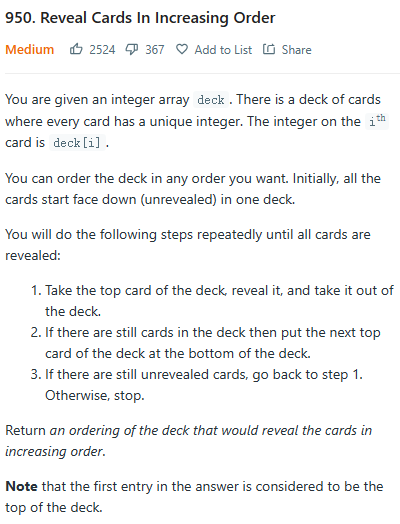 950. Reveal Cards In Increasing Order
Medium 2524 367 Add to List Share
You are given an integer array deck. There is a deck of cards
where every card has a unique integer. The integer on the ith
card is deck[i].
You can order the deck in any order you want. Initially, all the
cards start face down (unrevealed) in one deck.
You will do the following steps repeatedly until all cards are
revealed:
1. Take the top card of the deck, reveal it, and take it out of
the deck.
2. If there are still cards in the deck then put the next top
card of the deck at the bottom of the deck.
3. If there are still unrevealed cards, go back to step 1.
Otherwise, stop.
Return an ordering of the deck that would reveal the cards in
increasing order.
Note that the first entry in the answer is considered to be the
top of the deck.